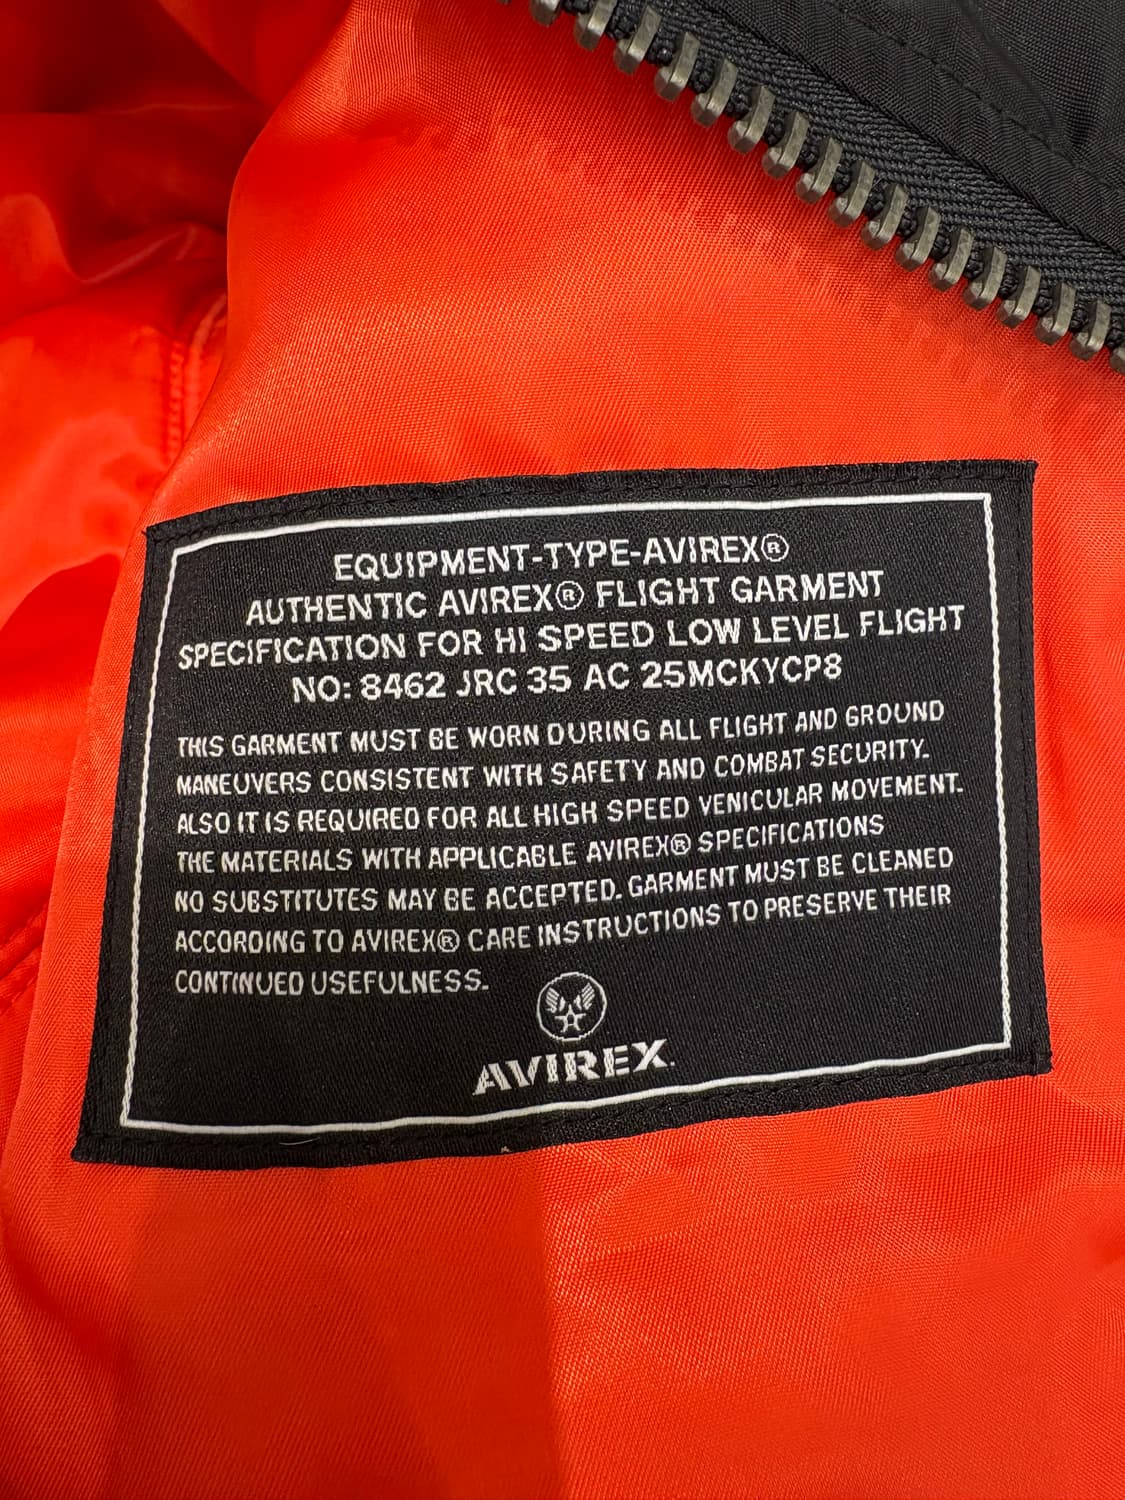 EQUIPMENT-TYPE-AVIREX®
AUTHENTIC AVIREX® FLIGHT GARMENT
SPECIFICATION FOR HI SPEED LOW LEVEL FLIGHT
NO: 8462 JRC 35 AC 25MCKYCP8
THIS GARMENT MUST BE WORN DURING ALL FLIGHT AND GROUND
MANEUVERS CONSISTENT WITH SAFETY AND COMBAT SECURITY.
ALSO IT IS REQUIRED FOR ALL HIGH SPEED VENICULAR MOVEMENT.
THE MATERIALS WITH APPLICABLE AVIREX® SPECIFICATIONS
NO SUBSTITUTES MAY BE ACCEPTED. GARMENT MUST BE CLEANED
ACCORDING TO AVIREX® CARE INSTRUCTIONS TO PRESERVE THEIR
CONTINUED USEFULNESS.
AVIREX